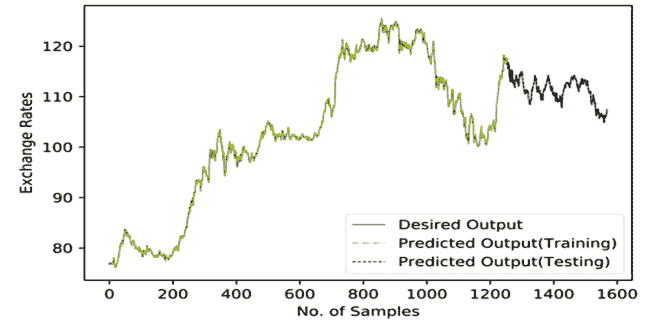 120
110
100
90
80
Exchange Rates
Desired Output
Predicted Output(Training)
Predicted Output(Testing)
0 200 400 600 800 1000 1200 1400 1600
No. of Samples